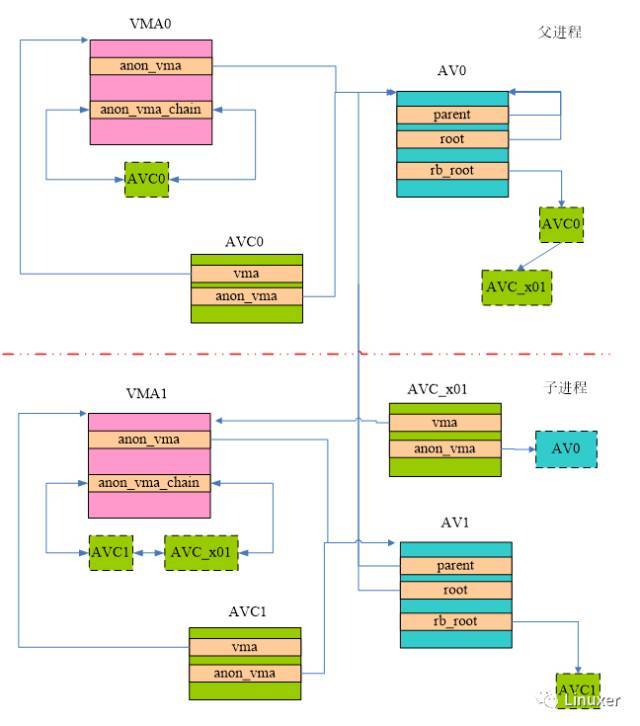 VMA0
父进程
anon_vma
AV0
anon_vma_chain
parent
root
AVC0
rb_root
AVC0
AVC0
vma
AVC_x01
anon_vma
VMA1
AVC_x01
子进程
anon_vma
vma
anon_vma
AV0
anon_vma_chain
AV1
AVC1
AVC_x01
parent
root
AVC1
rb_root
vma
anon_vma
AVC1
Linuxer